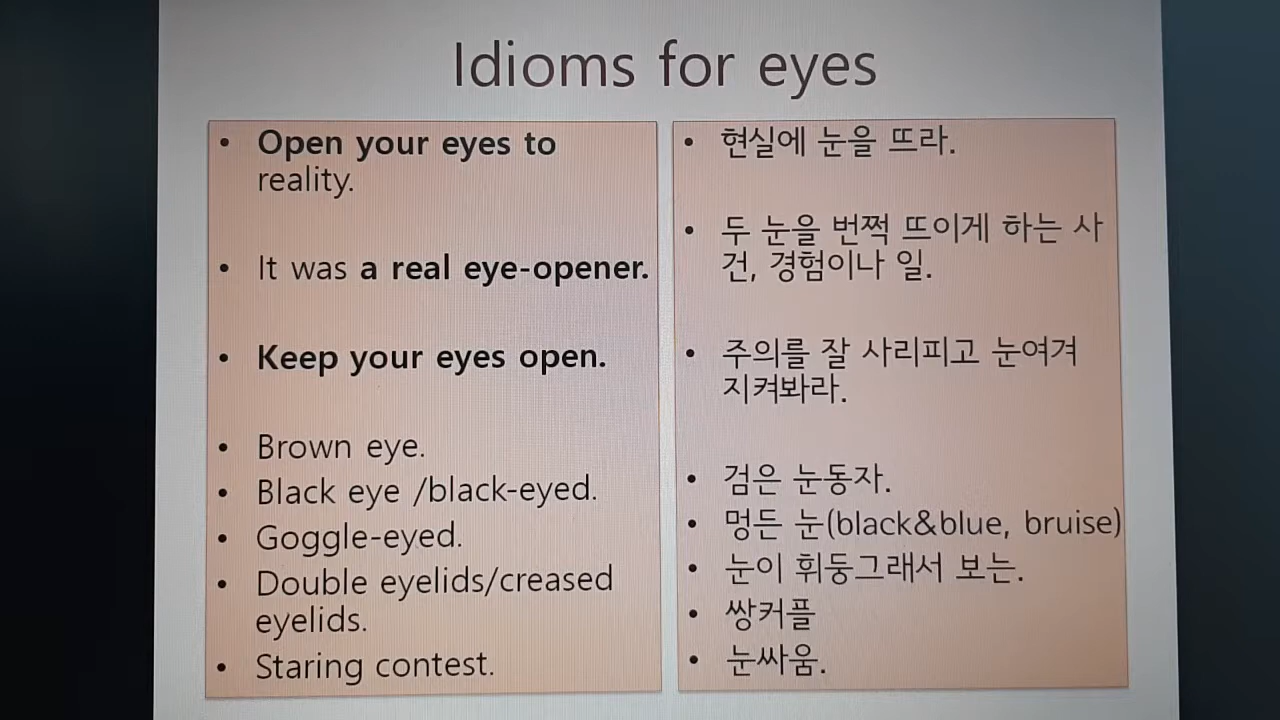 Idioms for eyes
• Open your eyes to
reality.
• It was a real eye-opener.
• Keep your eyes open.
• Brown eye.
• Black eye /black-eyed.
• Goggle-eyed.
• Double eyelids/creased
eyelids.
• Staring contest.
• 현실에 눈을 뜨라.
• 두 눈을 번쩍 뜨이게 하는 사
건, 경험이나 일.
• 주의를 잘 사리피고 눈여겨
지켜봐라.
• 검은 눈동자.
• 멍든 눈(black&blue, bruise)
• 눈이 휘둥그래서 보는.
• 쌍커플
• 눈싸움.